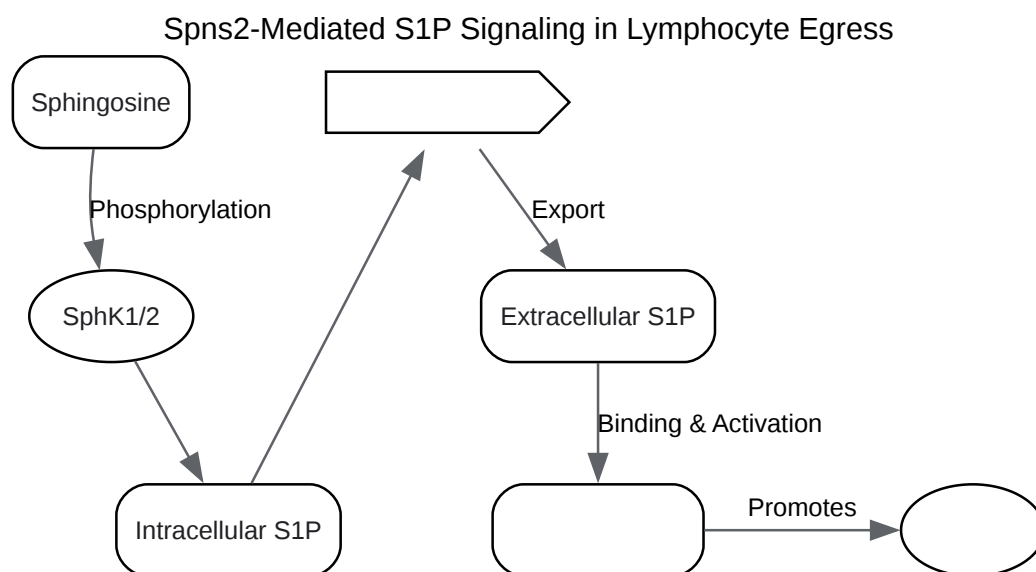 Spns2-Mediated S1P Signaling in Lymphocyte Egress
Sphingosine
Phosphorylation
Export
SphK1/2
Extracellular S1P
Binding & Activation
Promotes
Intracellular S1P